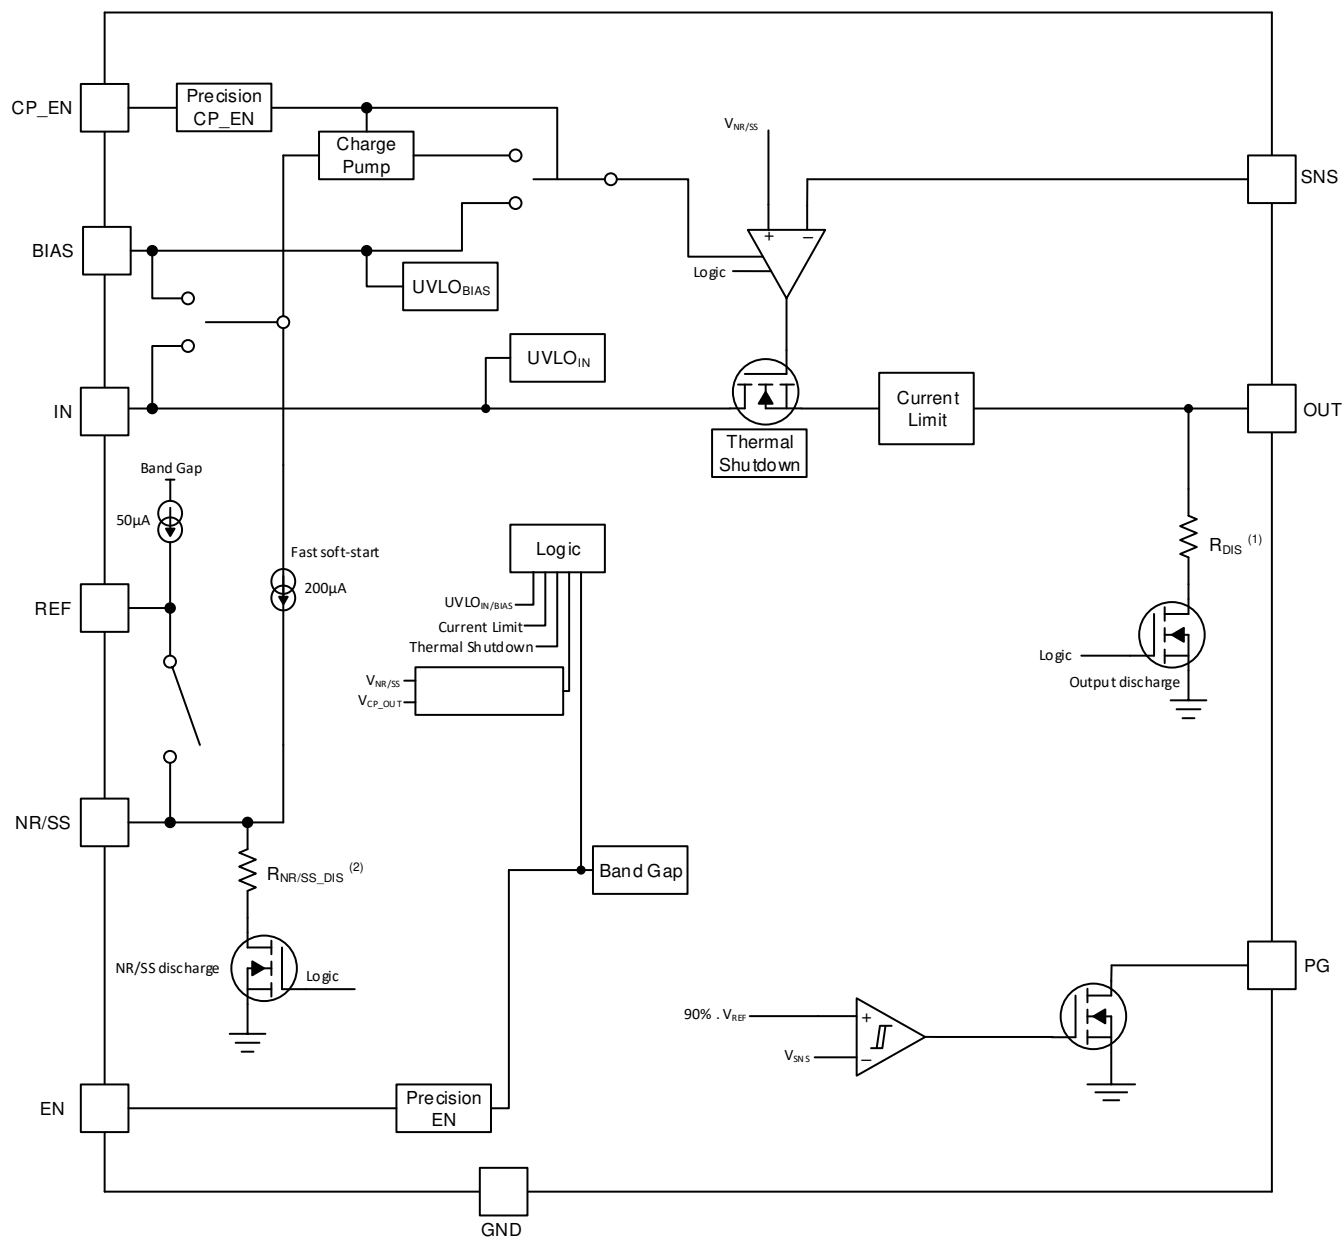 CP_EN
Precision
CP_EN
Charge
Pump
VNR/SS
SNS
+
−
BIAS
UVLOBIAS
Logic
UVLOIN
IN
Current
Limit
OUT
Thermal
Shutdown
Band Gap
50µA
Fast soft-start
200µA
Logic
RDIS (1)
REF
UVLOIN/BIAS
Current Limit
Thermal Shutdown
Logic
VNR/SS
VCP_OUT
Output discharge
NR/SS
RNR/SS_DIS (2)
Band Gap
NR/SS discharge
Logic
PG
90% . VREF
+
VSNS
−
EN
Precision
EN
GND